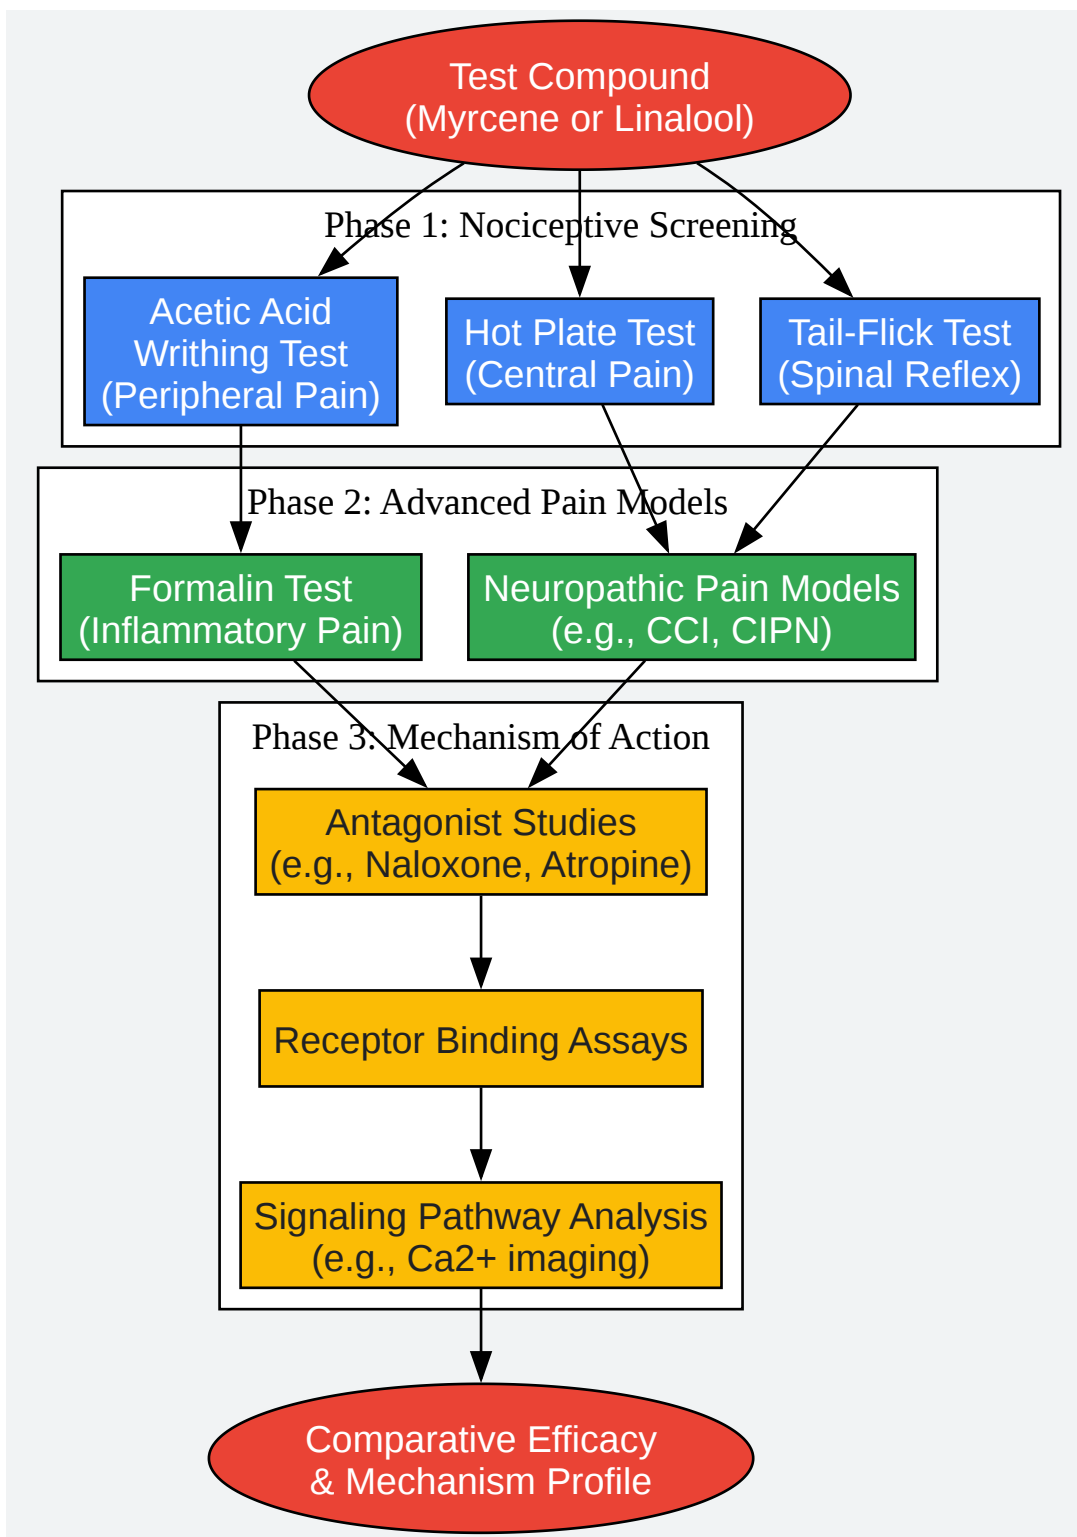 Test Compound
(Myrcene or Linalool)
Phase 1: Nociceptive Screening
Acetic Acid
Writhing Test
(Peripheral Pain)
Hot Plate Test
(Central Pain)
Tail-Flick Test
(Spinal Reflex)
Phase 2: Advanced Pain Models
Formalin Test
(Inflammatory Pain)
Neuropathic Pain Models
(e.g., CCI, CIPN)
Phase 3: Mechanism of Action
Antagonist Studies
(e.g., Naloxone, Atropine)
Receptor Binding Assays
Signaling Pathway Analysis
(e.g., Ca2+ imaging)
Comparative Efficacy
& Mechanism Profile